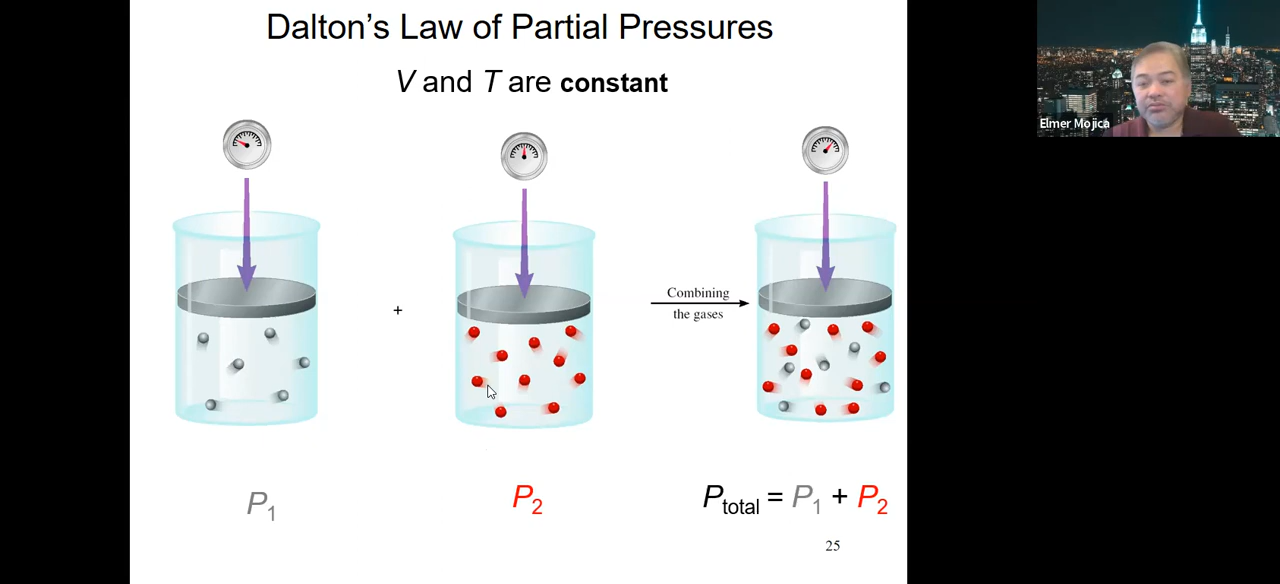 Dalton’s Law of Partial Pressures
V and T are constant
Elmer Mojica
+
Combining
the gases
P1
P2
Ptotal = P1 + P2
25